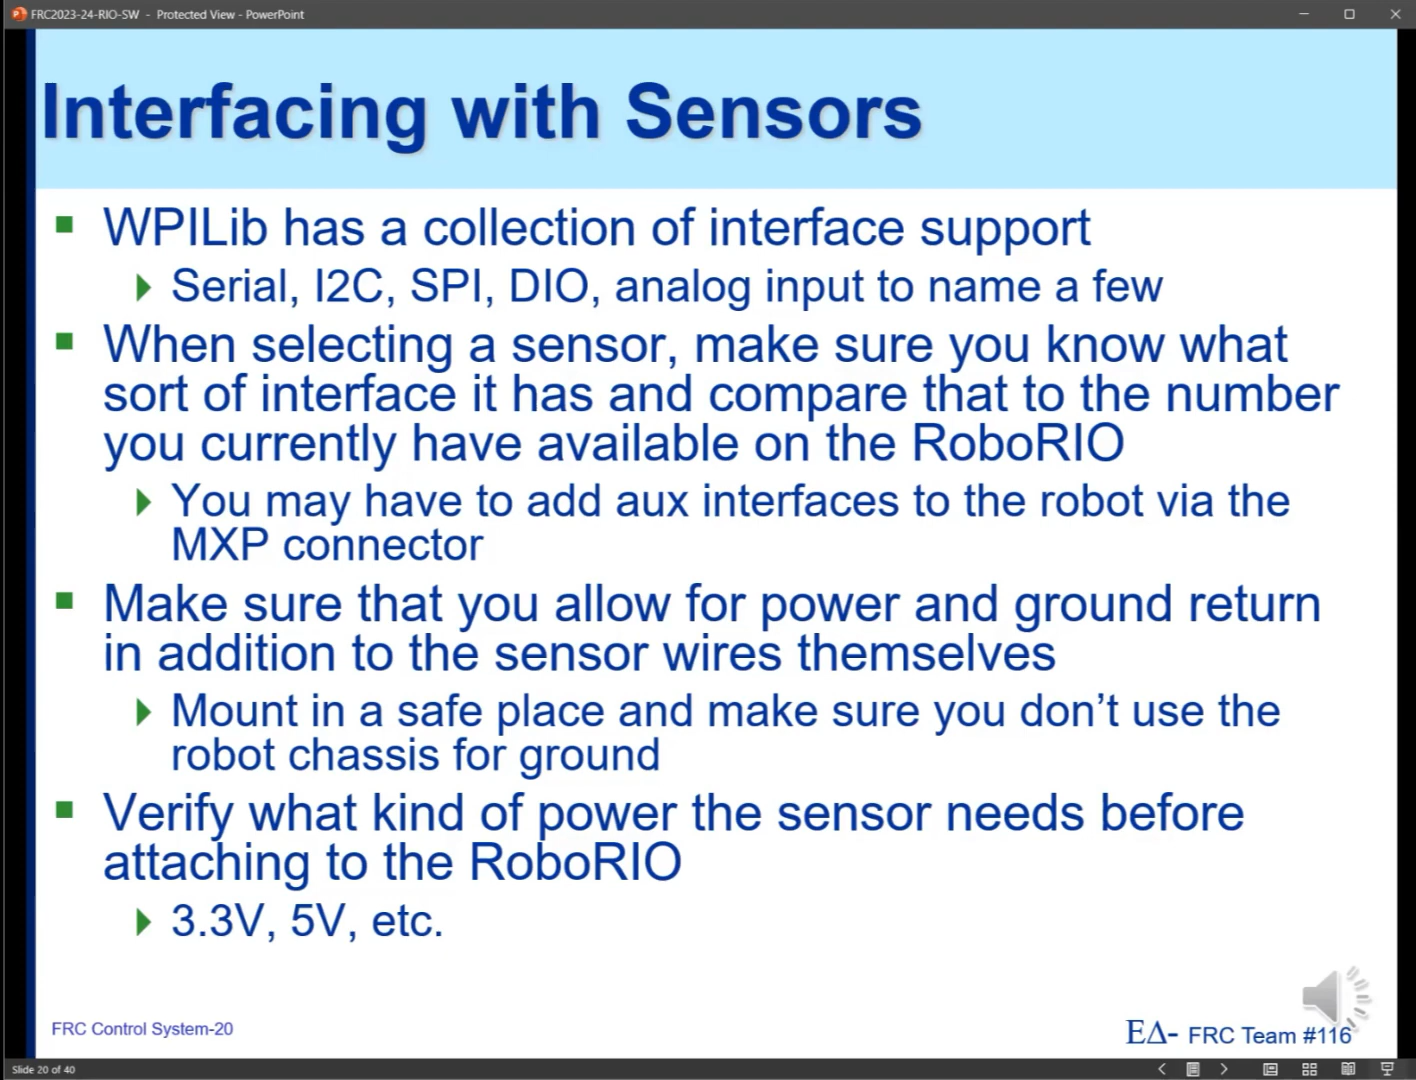 FRC2023-24-RIO-SW - Protected View - PowerPoint
Interfacing with Sensors
WPILib has a collection of interface support
Serial, I2C, SPI, DIO, analog input to name a few
When selecting a sensor, make sure you know what
sort of interface it has and compare that to the number
you currently have available on the RoboRIO
You may have to add aux interfaces to the robot via the
MXP connector
Make sure that you allow for power and ground return
in addition to the sensor wires themselves
Mount in a safe place and make sure you don’t use the
robot chassis for ground
Verify what kind of power the sensor needs before
attaching to the RoboRIO
3.3V, 5V, etc.
FRC Control System-20
ΕΔ- FRC Team #116
Slide 20 of 40